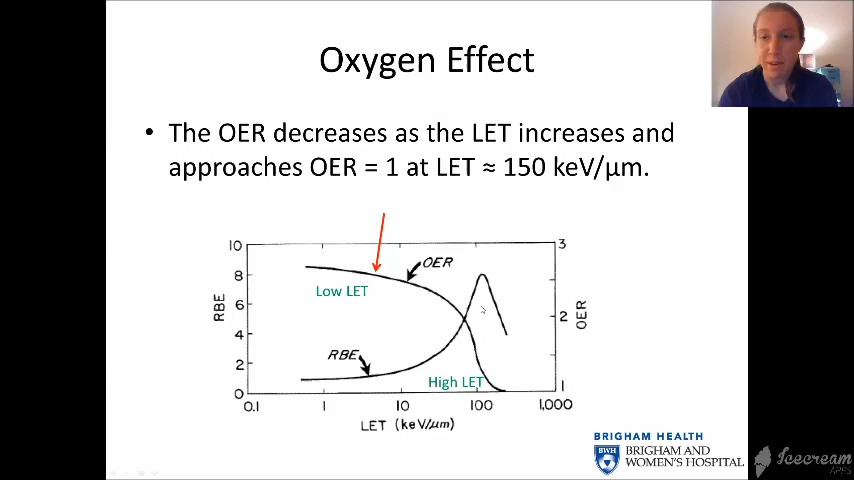 Oxygen Effect
• The OER decreases as the LET increases and
approaches OER = 1 at LET ≈ 150 keV/μm.
10
8
6
4
2
0
RBE
Low LET
OER
RBE
High LET
3
2
1
OER
0.1
1
10
100
1,000
LET (keV/μm)
BRIGHAM HEALTH
BWH
BRIGHAM AND
WOMEN'S HOSPITAL
Icecream
APPS